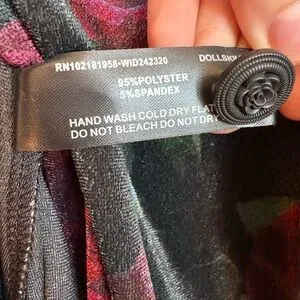 RN102181958-WID242320 DOLLSK
95%POLYSTER
5%SPANDEX
HAND WASH COLD DRY FLAT
DO NOT BLEACH DO NOT DRY